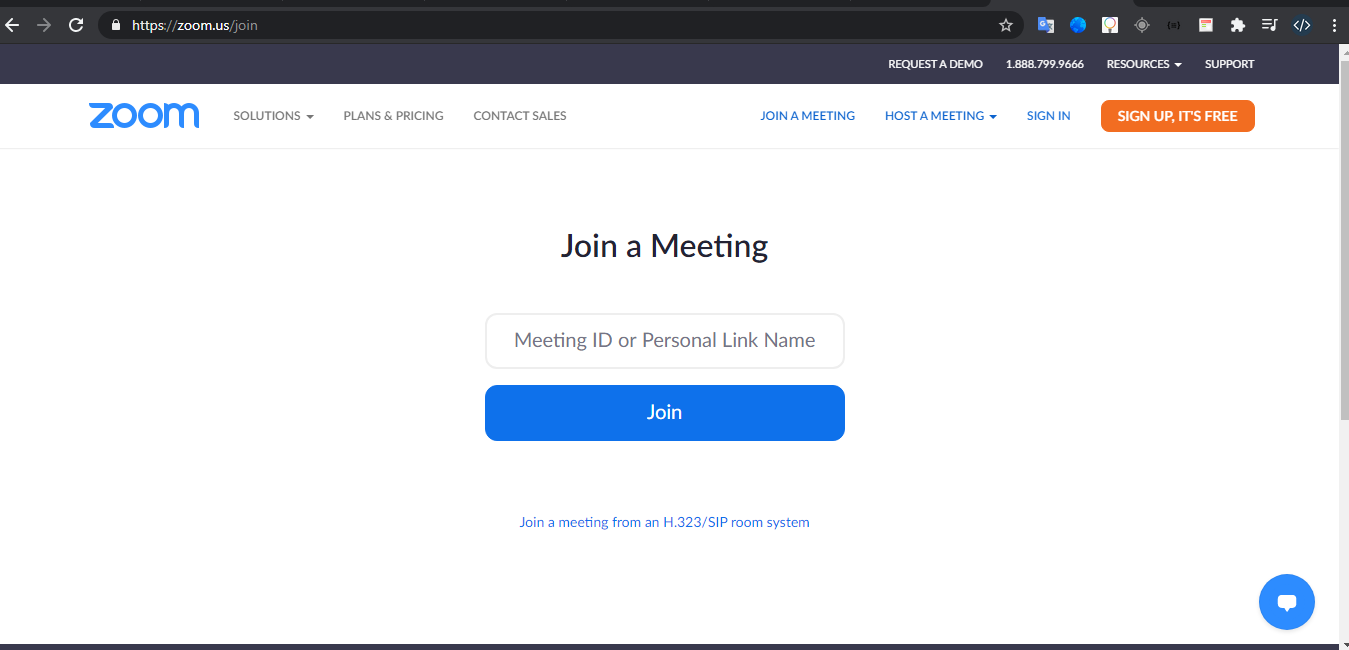 https://zoom.us/join
REQUEST A DEMO 1.888.799.9666 RESOURCES SUPPORT
zoom SOLUTIONS PLANS & PRICING CONTACT SALES JOIN A MEETING HOST A MEETING SIGN IN SIGN UP, IT'S FREE
Join a Meeting
Meeting ID or Personal Link Name
Join
Join a meeting from an H.323/SIP room system